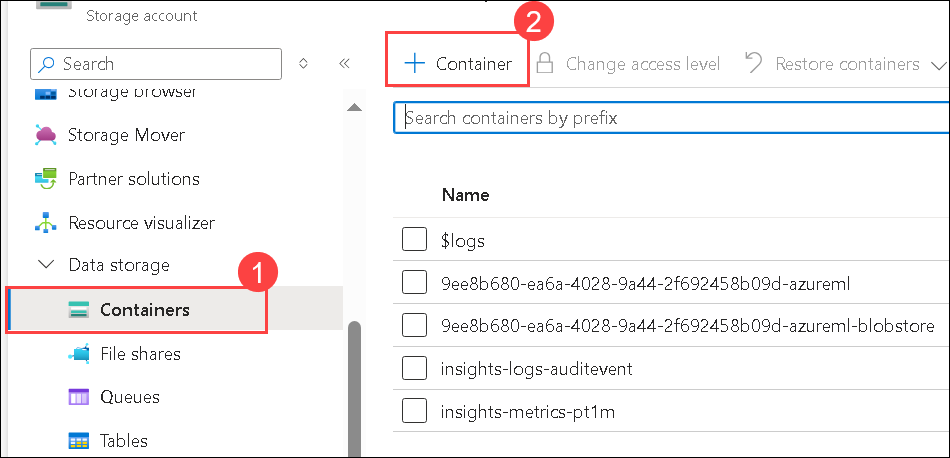 Storage account
Search
Storage browser
Storage Mover
Partner solutions
Resource visualizer
Data storage
1
Containers
File shares
Queues
Tables
2
Container
Change access level
Restore containers
Search containers by prefix
Name
$logs
9ee8b680-ea6a-4028-9a44-2f692458b09d-azureml
9ee8b680-ea6a-4028-9a44-2f692458b09d-azureml-blobstore
insights-logs-auditevent
insights-metrics-pt1m